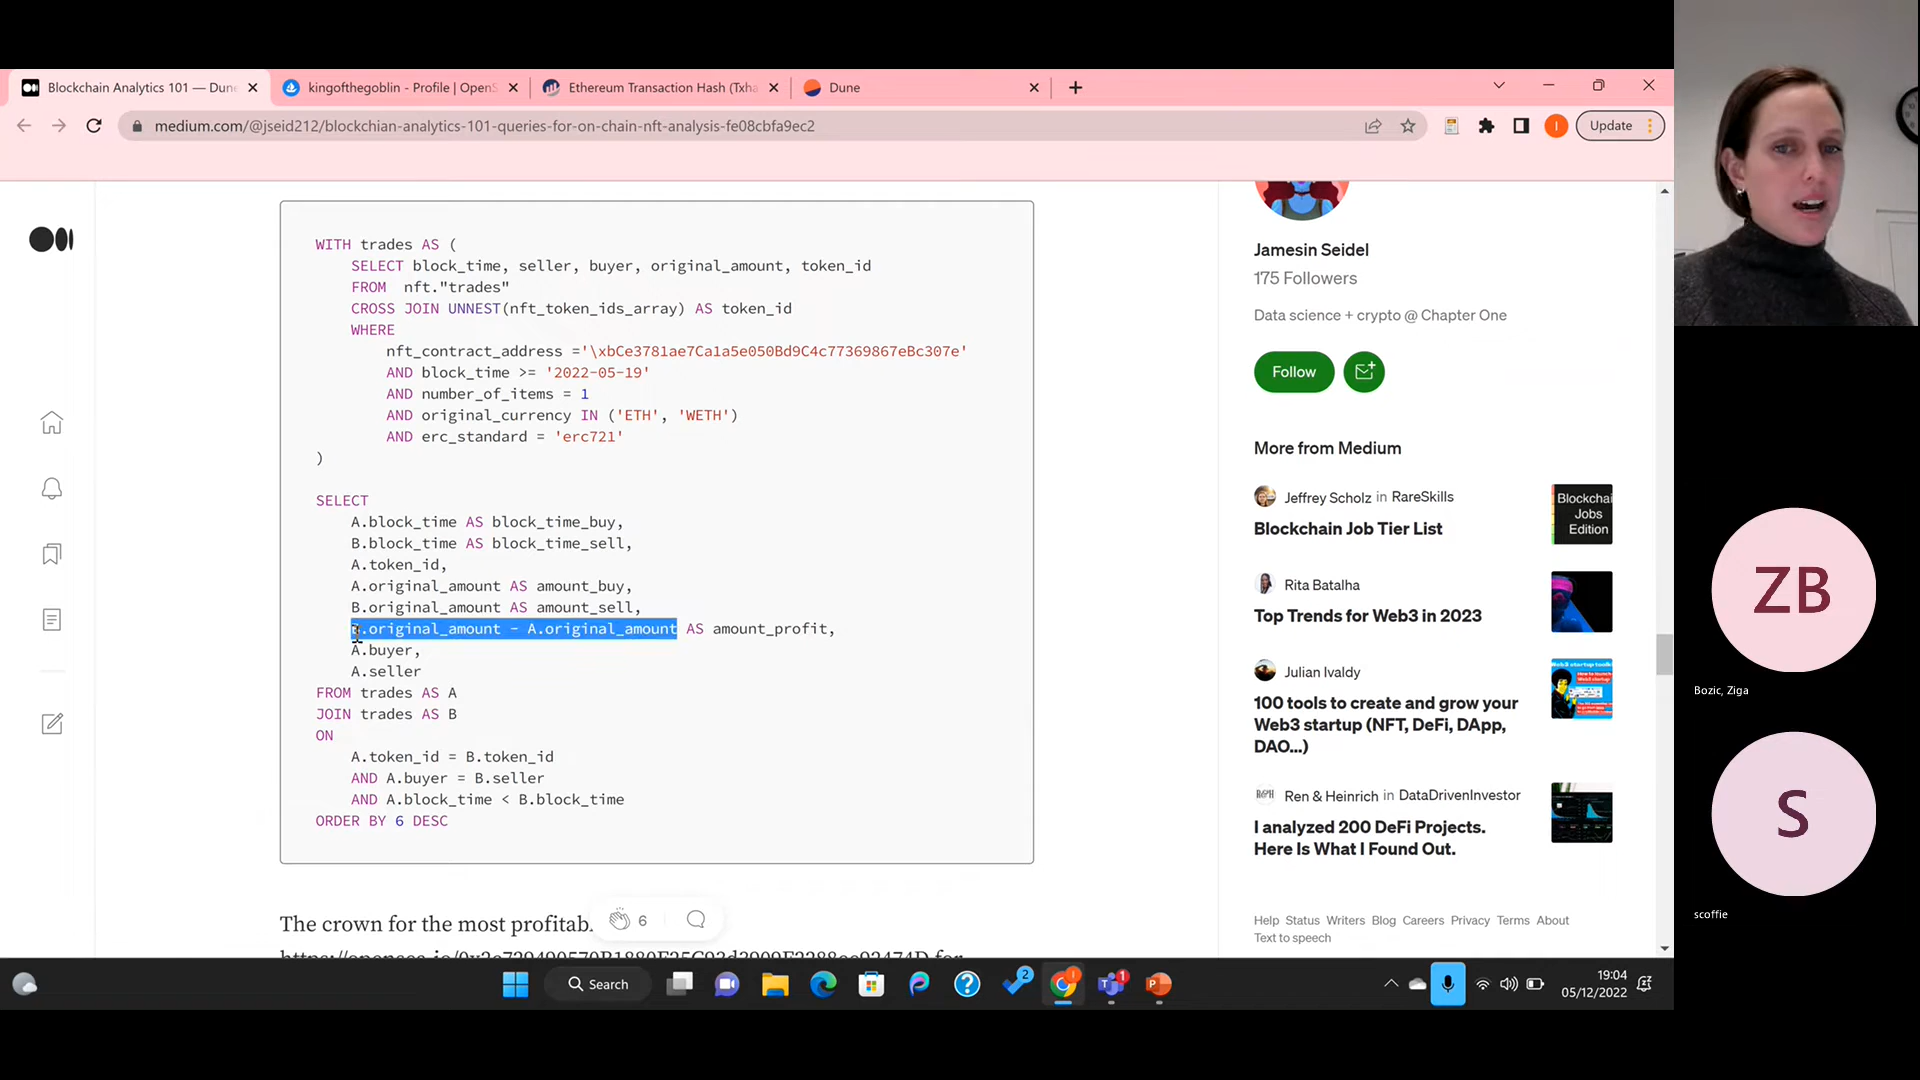 Blockchain Analytics 101 — Dun
kingofthegoblin - Profile | OpenS
Ethereum Transaction Hash (Txha
Dune
medium.com/@jseid212/blockchian-analytics-101-queries-for-on-chain-nft-analysis-fe08cbfa9ec2
I
Update
WITH trades AS (
SELECT block_time, seller, buyer, original_amount, token_id
FROM nft."trades"
CROSS JOIN UNNEST(nft_token_ids_array) AS token_id
WHERE
nft_contract_address ='\xbCe3781ae7Ca1a5e050Bd9C4c77369867eBc307e'
AND block_time >= '2022-05-19'
AND number_of_items = 1
AND original_currency IN ('ETH', 'WETH')
AND erc_standard = 'erc721'
)
SELECT
A.block_time AS block_time_buy,
B.block_time AS block_time_sell,
A.token_id,
A.original_amount AS amount_buy,
B.original_amount AS amount_sell,
B.original_amount - A.original_amount AS amount_profit,
A.buyer,
A.seller
FROM trades AS A
JOIN trades AS B
ON
A.token_id = B.token_id
AND A.buyer = B.seller
AND A.block_time < B.block_time
ORDER BY 6 DESC
The crown for the most profitabl
6
Jamesin Seidel
175 Followers
Data science + crypto @ Chapter One
Follow
More from Medium
Jeffrey Scholz in RareSkills
Blockchain Job Tier List
Blockchai
Jobs
Edition
Rita Batalha
Top Trends for Web3 in 2023
Julian Ivaldy
100 tools to create and grow your
Web3 startup (NFT, DeFi, DApp,
DAO...)
Ren & Heinrich in DataDrivenInvestor
I analyzed 200 DeFi Projects.
Here Is What I Found Out.
Help Status Writers Blog Careers Privacy Terms About
Text to speech
Search
2
1
19:04
05/12/2022
ZB
Bozic, Ziga
S
scoffie